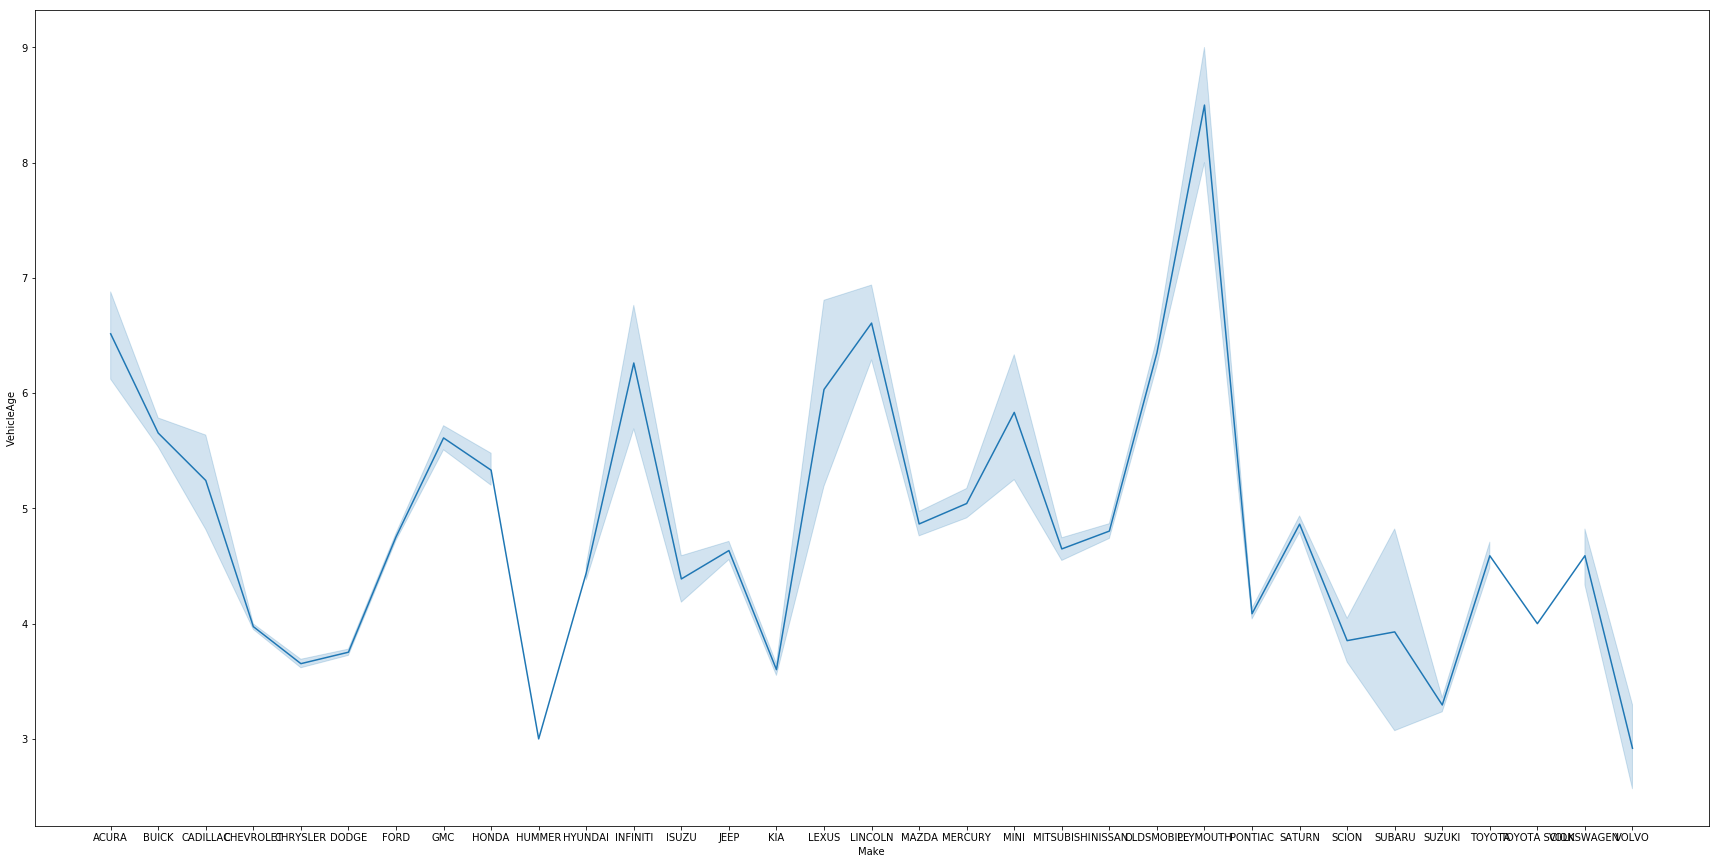 9
8
7
6
5
4
3
VehicleAge
ACURA BUICK CADILLAC CHEVROLET CHRYSLER DODGE FORD GMC HONDA HUMMER HYUNDAI INFINITI ISUZU JEEP KIA LEXUS LINCOLN MAZDA MERCURY MINI MITSUBISHI NISSAN OLDSMOBILE PLYMOUTH PONTIAC SATURN SCION SUBARU SUZUKI TOYOTA TOYOTA SCION VOLKSWAGEN VOLVO
Make